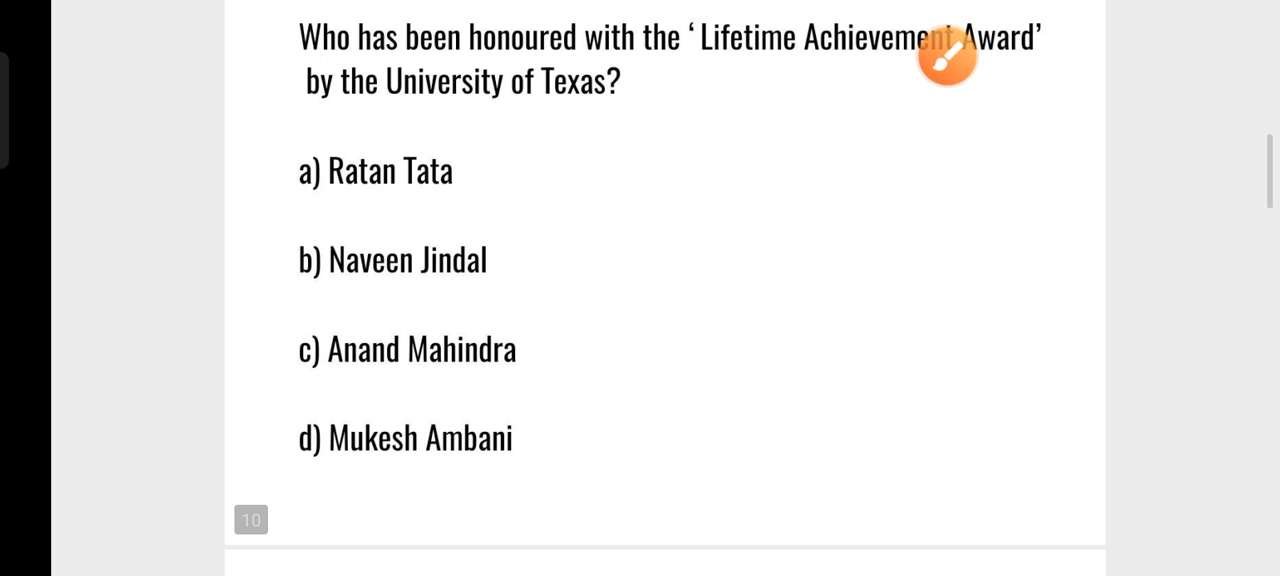 Who has been honoured with the ‘ Lifetime Achievement Award’
by the University of Texas?
a) Ratan Tata
b) Naveen Jindal
c) Anand Mahindra
d) Mukesh Ambani
10